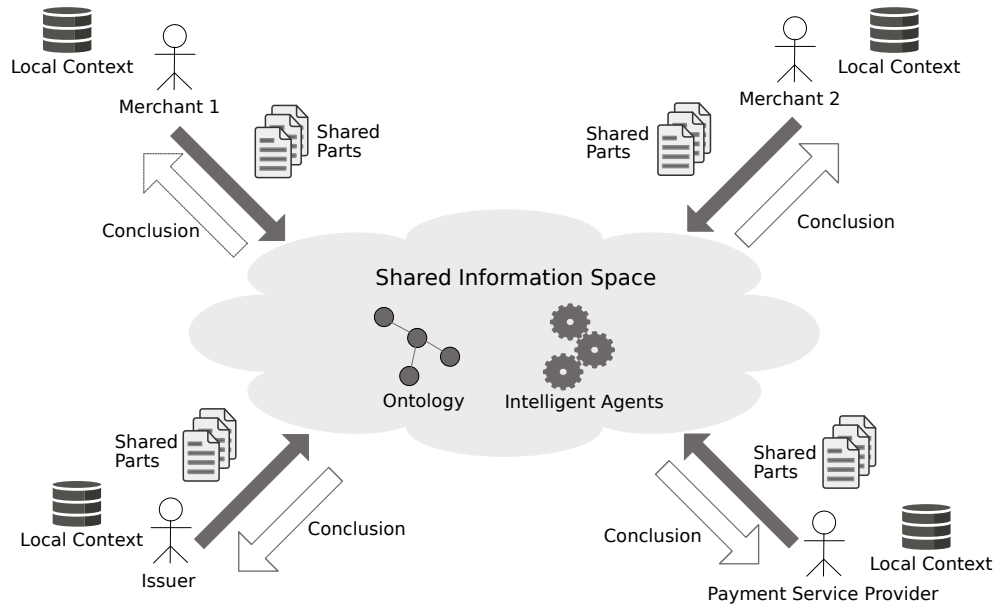 Local Context
Merchant 1
Shared
Parts
Conclusion
Merchant 2
Local Context
Shared
Parts
Conclusion
Shared Information Space
Ontology
Intelligent Agents
Shared
Parts
Local Context
Issuer
Conclusion
Shared
Parts
Conclusion
Local Context
Payment Service Provider